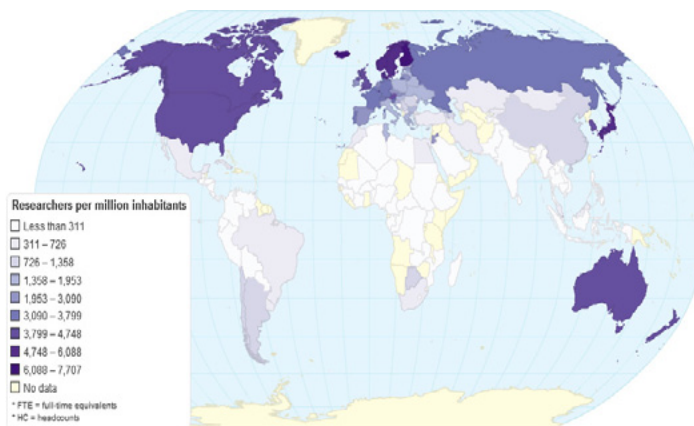 Researchers per million inhabitants
Less than 311
311 – 726
726 – 1,358
1,358 – 1,953
1,953 – 3,090
3,090 – 3,799
3,799 – 4,748
4,748 – 6,088
6,088 – 7,707
No data
* FTE = full-time equivalents
* HC = headcounts